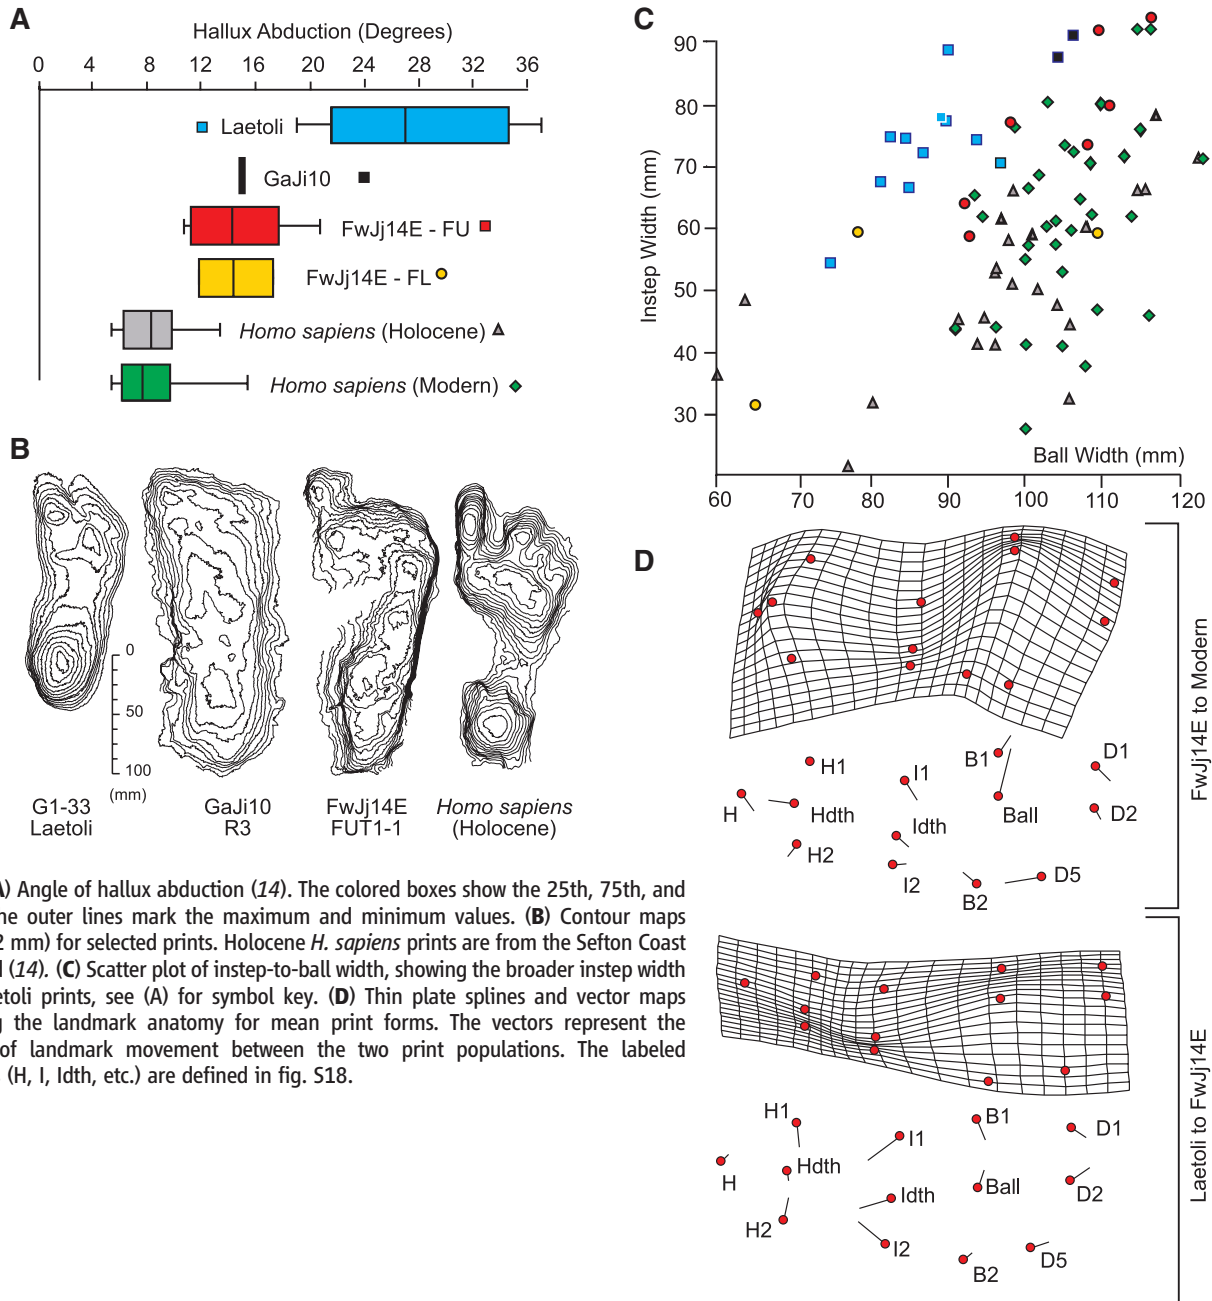 A
Hallux Abduction (Degrees)
0 4 8 12 16 20 24 28 32 36
Laetoli
GaJi10
FwJj14E - FU
FwJj14E - FL
Homo sapiens (Holocene)
Homo sapiens (Modern)
B
0
50
100
(mm)
G1-33
Laetoli
GaJi10
R3
FwJj14E
FUT1-1
Homo sapiens
(Holocene)
A) Angle of hallux abduction (14). The colored boxes show the 25th, 75th, and
ne outer lines mark the maximum and minimum values. (B) Contour maps
2 mm) for selected prints. Holocene H. sapiens prints are from the Sefton Coast
d (14). (C) Scatter plot of instep-to-ball width, showing the broader instep width
etoli prints, see (A) for symbol key. (D) Thin plate splines and vector maps
g the landmark anatomy for mean print forms. The vectors represent the
of landmark movement between the two print populations. The labeled
s (H, I, Idth, etc.) are defined in fig. S18.
C
Instep Width (mm)
90
80
70
60
50
40
30
Ball Width (mm)
60 70 80 90 100 110 120
D
FwJj14E to Modern
H1
I1
B1
D1
H
Hdth
Idth
Ball
D2
H2
I2
B2
D5
Laetoli to FwJj14E
H1
I1
B1
D1
H
Hdth
Idth
Ball
D2
H2
I2
B2
D5